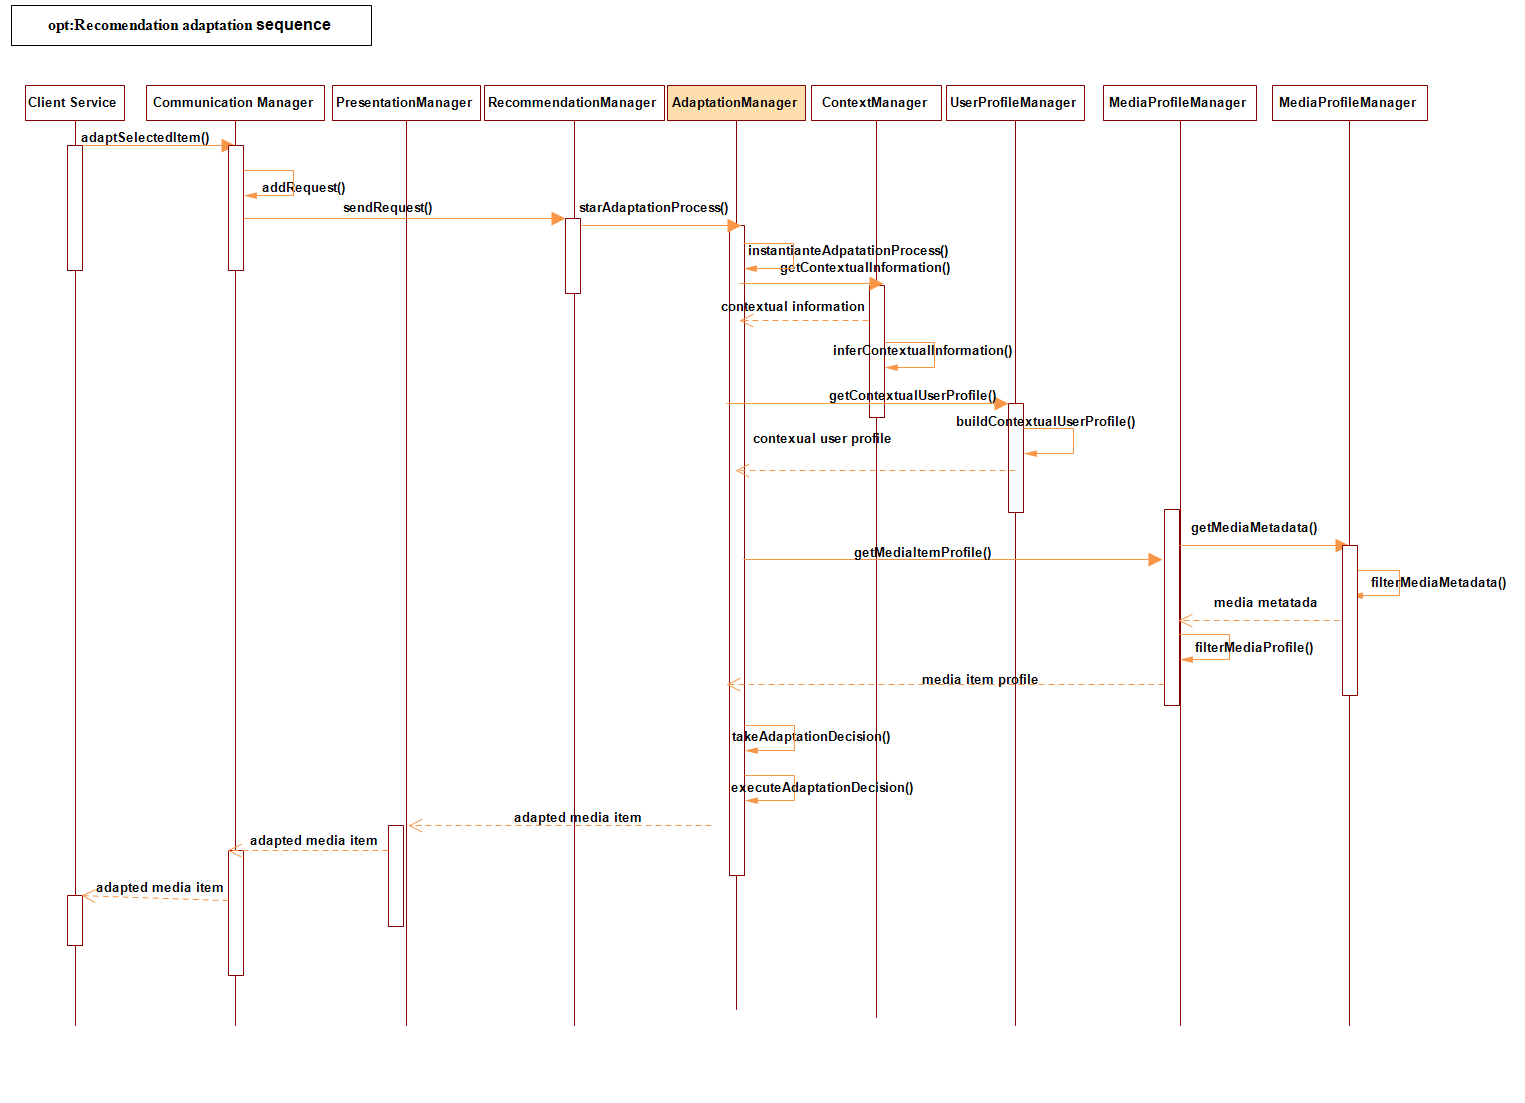 opt:Recomendation adaptation sequence
Client Service
Communication Manager
PresentationManager
RecommendationManager
AdaptationManager
ContextManager
UserProfileManager
MediaProfileManager
MediaProfileManager
adaptSelectedItem()
addRequest()
sendRequest()
starAdaptationProcess()
instantianteAdpatationProcess()
getContextualInformation()
contextual information
inferContextualInformation()
getContextualUserProfile()
buildContextualUserProfile()
contexual user profile
getMediaMetadata()
getMediaItemProfile()
filterMediaMetadata()
media metatada
filterMediaProfile()
media item profile
takeAdaptationDecision()
executeAdaptationDecision()
adapted media item
adapted media item
adapted media item